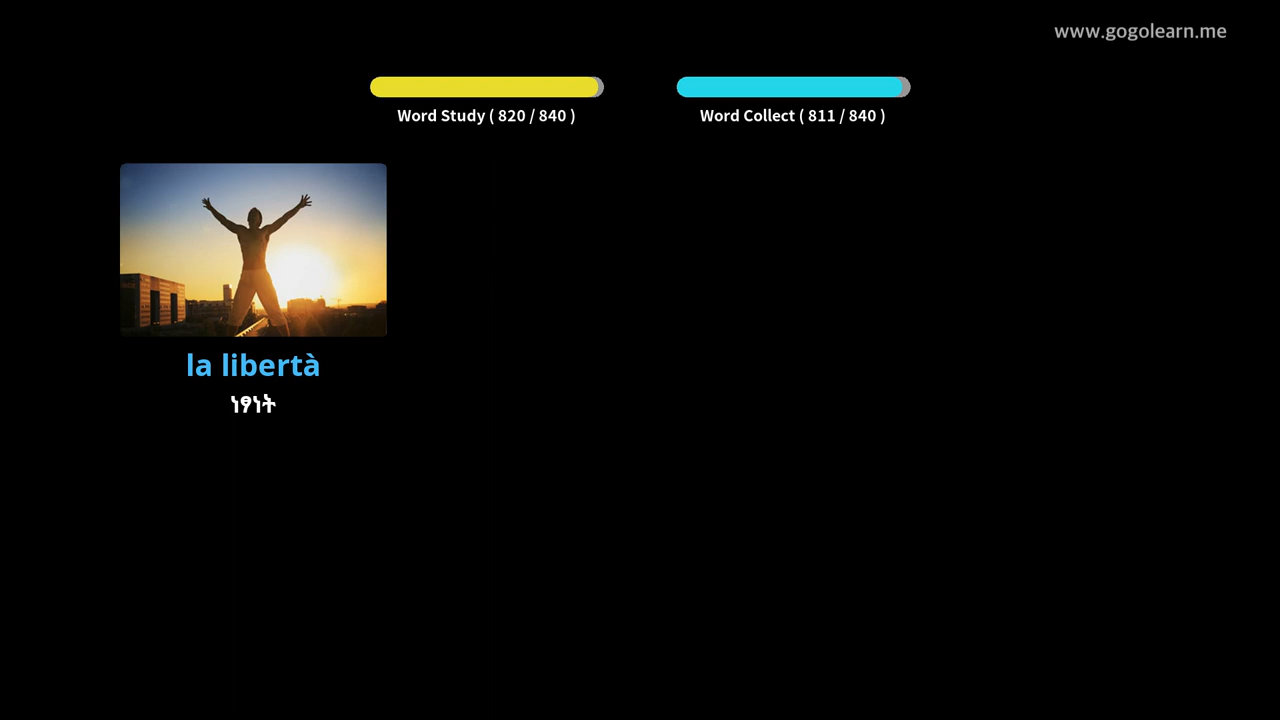 www.gogolearn.me
Word Study ( 820 / 840 )
Word Collect ( 811 / 840 )
la libertà
ነፃነት